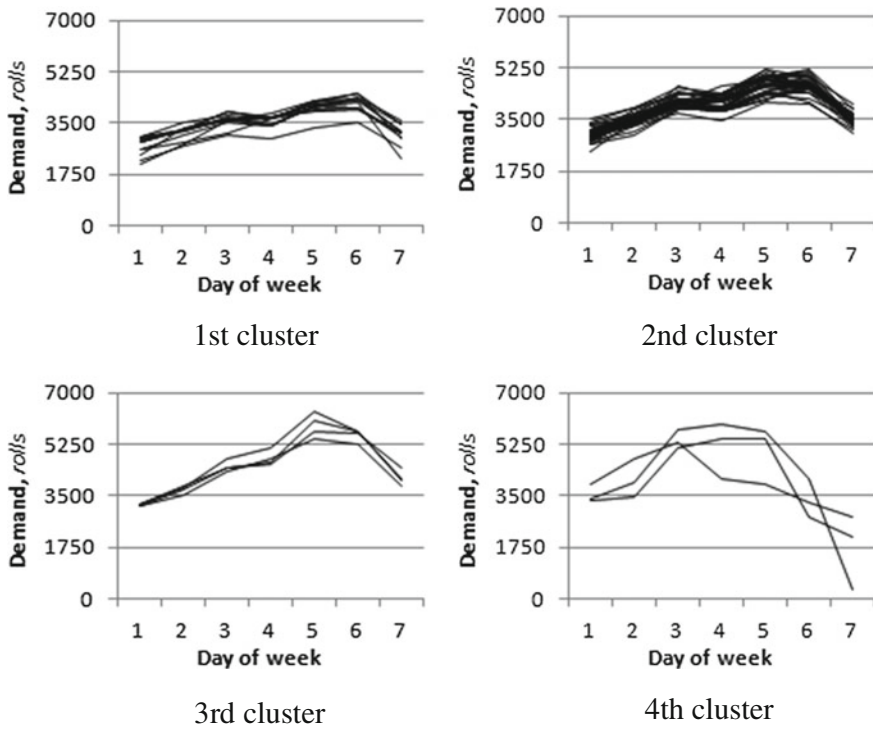 7000
5250
3500
1750
0
Demand, rolls
1 2 3 4 5 6 7
Day of week
1st cluster
7000
5250
3500
1750
0
Demand, rolls
1 2 3 4 5 6 7
Day of week
2nd cluster
7000
5250
3500
1750
0
Demand, rolls
1 2 3 4 5 6 7
Day of week
3rd cluster
7000
5250
3500
1750
0
Demand, rolls
1 2 3 4 5 6 7
Day of week
4th cluster